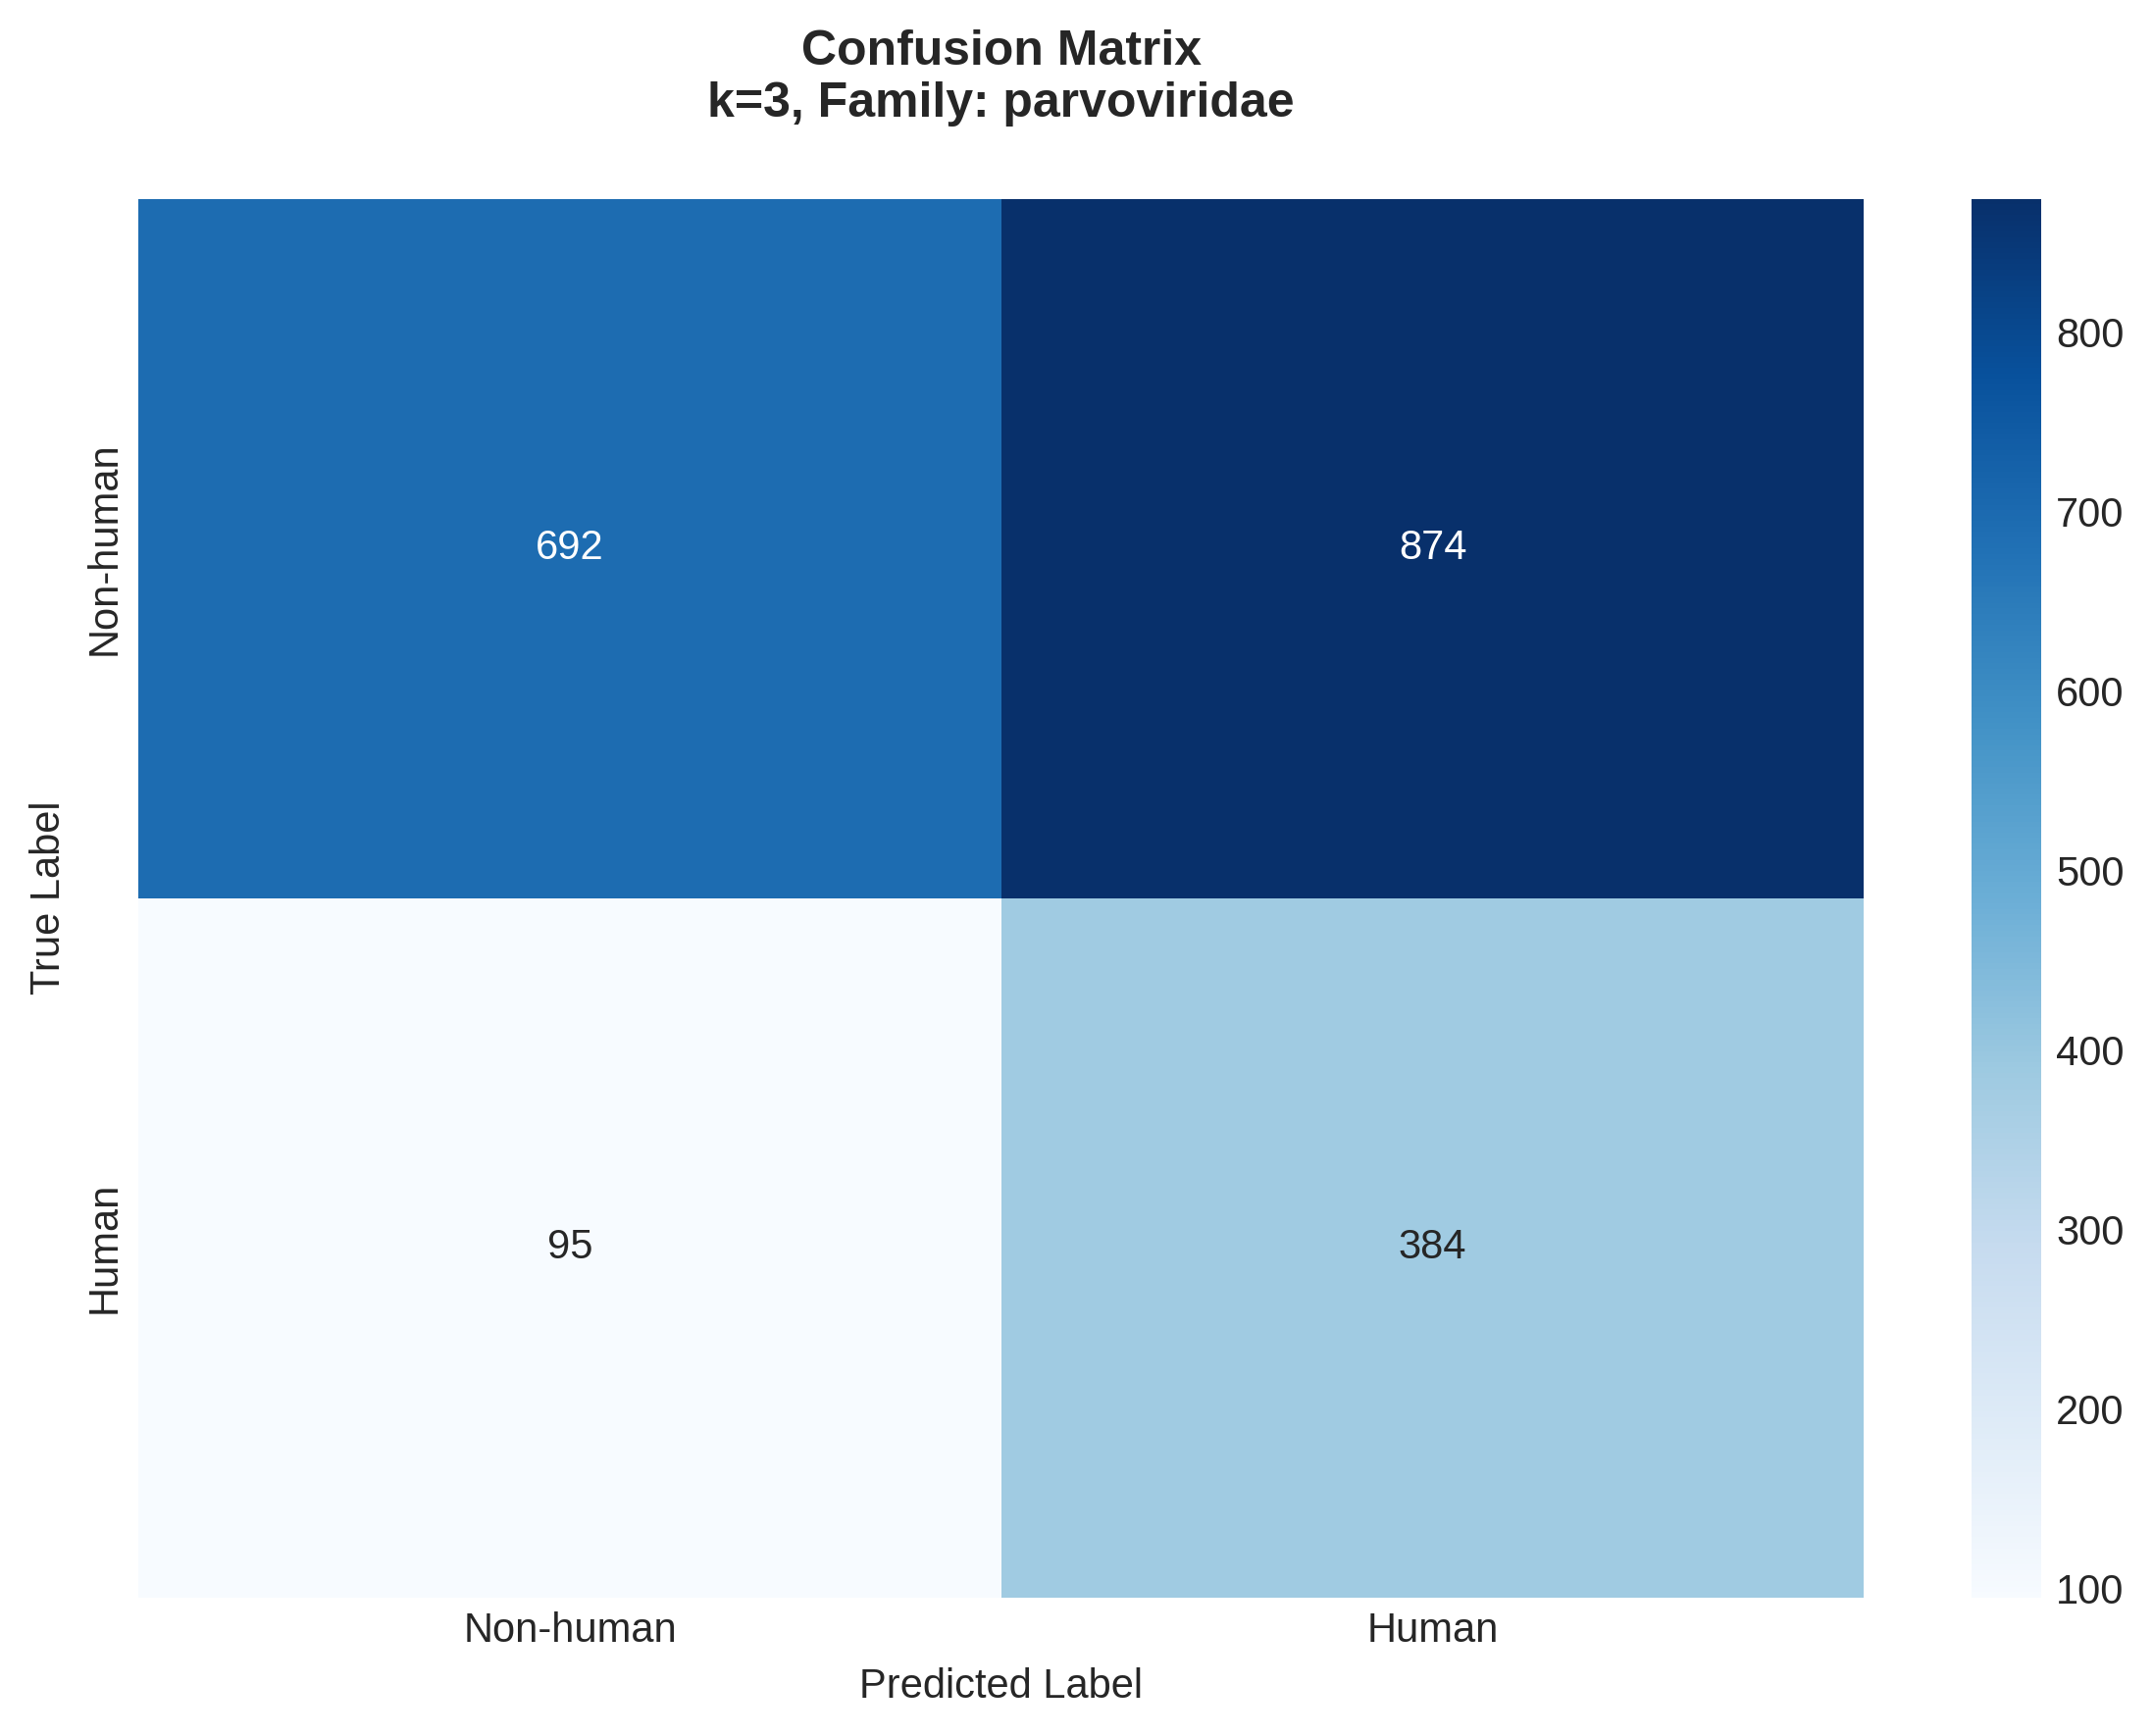 Confusion Matrix
k=3, Family: parvoviridae
True Label
Non-human
Human
692
874
95
384
Non-human
Human
Predicted Label
800
700
600
500
400
300
200
100